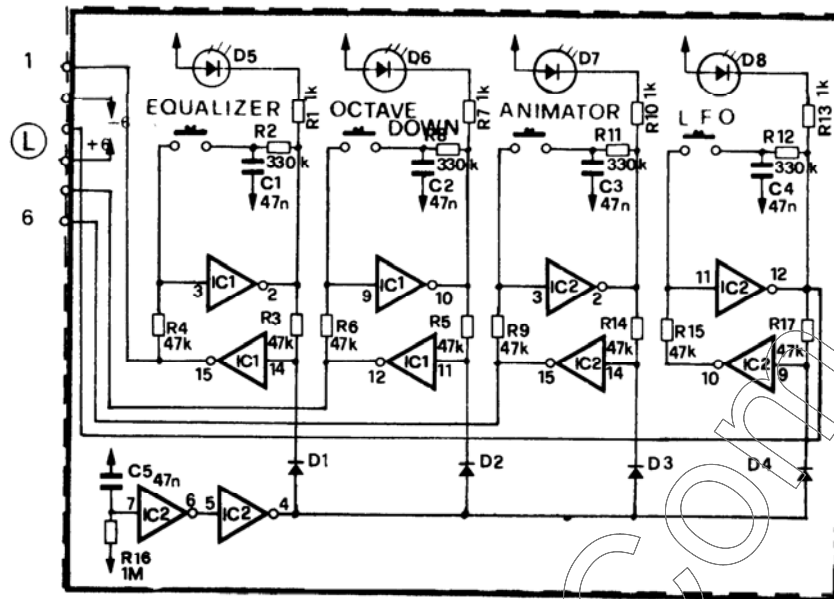 1
L
-6
+6
6
D5
D6
D7
D8
R1 1k
R7 1k
R10 1k
R13 1k
EQUALIZER
OCTAVE DOWN
ANIMATOR
LFO
R2
330k
C1
47n
R8
330k
C2
47n
R11
330k
C3
47n
R12
330k
C4
47n
3 IC1 2
9 IC1 10
3 IC2 2
11 IC2 12
R4
47k
R3
47k
R6
47k
R5
47k
R9
47k
R14
47k
R15
47k
R17
47k
15 IC1 14
12 IC1 11
15 IC2 14
10 IC2 9
D1
D2
D3
D4
C5
47n
7 IC2 6
5 IC2 4
R16
1M
Com